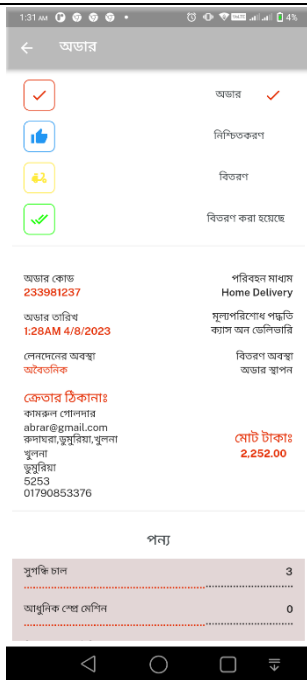 1:31 AM
4%
অডার
অডার
নিশ্চিতকরণ
বিতরণ
বিতরণ করা হয়েছে
অডার কোড
পরিবহন মাধ্যম
233981237
Home Delivery
অডার তারিখ
মূল্যপরিশোধ পদ্ধতি
1:28AM 4/8/2023
ক্যাস অন ডেলিভারি
লেনদেনের অবস্থা
বিতরণ অবস্থা
অবৈতনিক
অডার স্থাপন
ক্রেতার ঠিকানাঃ
কামরুল গোলদার
abrar@gmail.com
রুদাঘরা,ডুমুরিয়া,খুলনা
মোট টাকাঃ
খুলনা
2,252.00
ডুমুরিয়া
5253
01790853376
পন্য
সুগন্ধি চাল 3
আধুনিক স্প্রে মেশিন 0